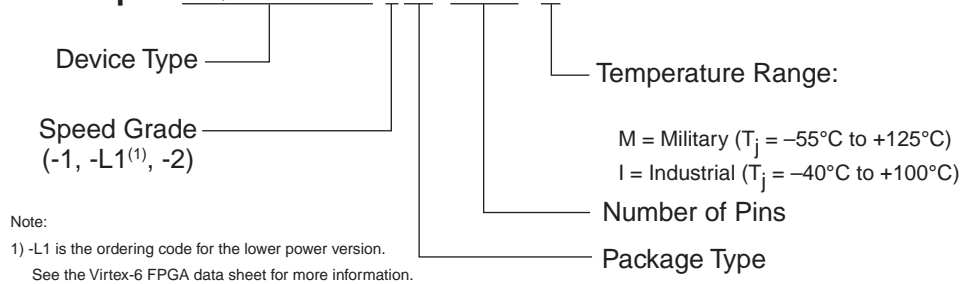 Device Type
Temperature Range:
Speed Grade
(-1, -L1(1), -2)
M = Military (Tj = –55°C to +125°C)
I = Industrial (Tj = –40°C to +100°C)
Number of Pins
Note:
1) -L1 is the ordering code for the lower power version.
See the Virtex-6 FPGA data sheet for more information.
Package Type